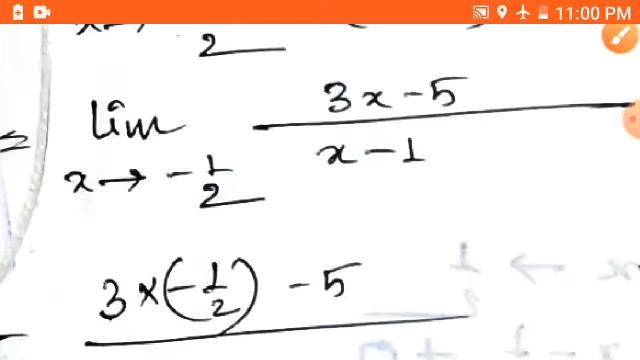 11:00 PM
2
= lim 3x-5
x → -1/2 x-1
3×(-1/2) -5